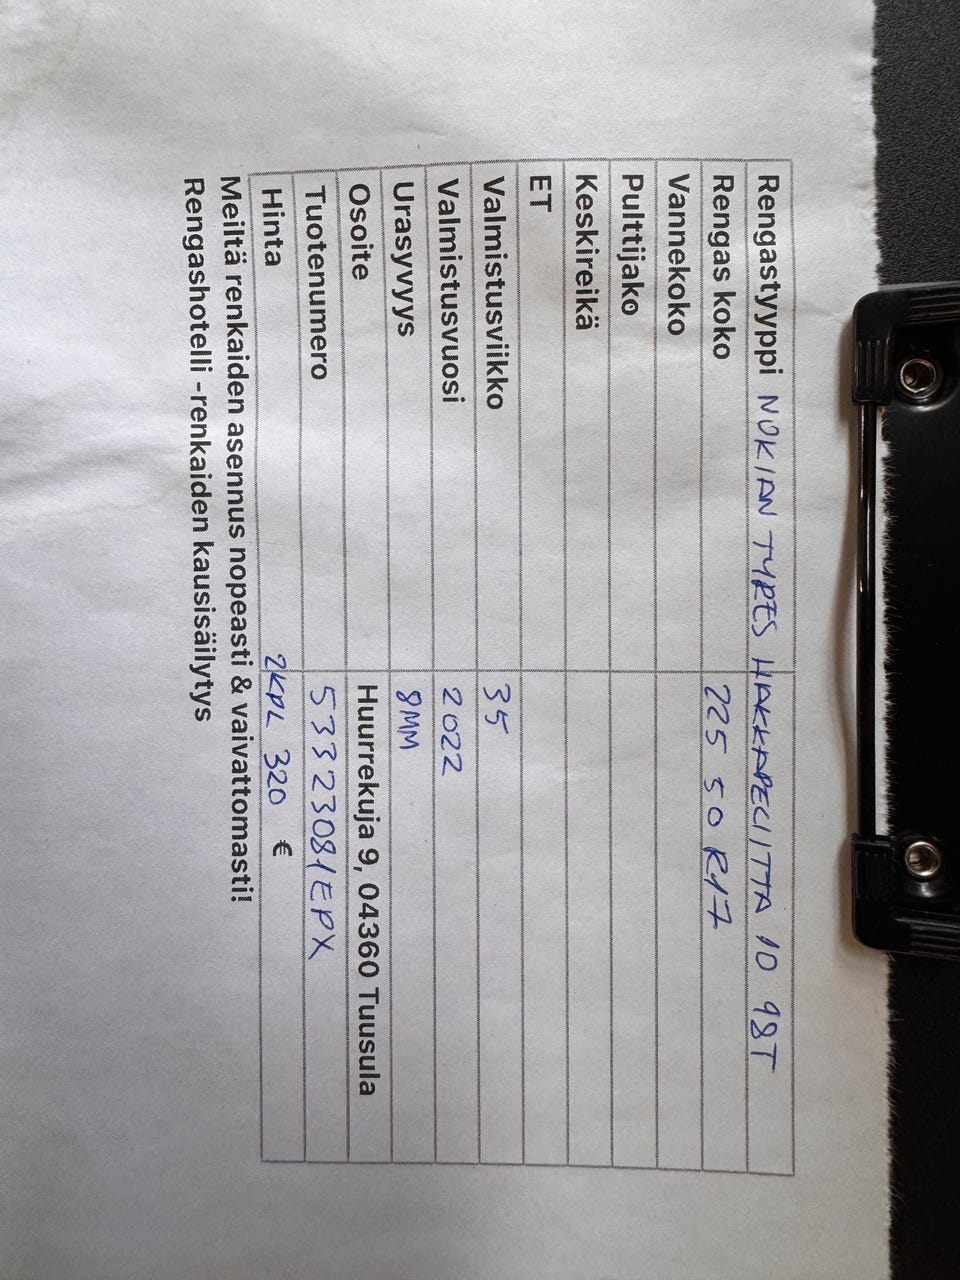 Rengastyyppi NOKIAN TYRES HAKKAPELIITTA 10 98T
Rengas koko 225 50 R17
Vannekoko
Pulttijako
Keskireikä
ET
Valmistusviikko 35
Valmistusvuosi 2022
Urasyvyys 8MM
Osoite Huurrekuja 9, 04360 Tuusula
Tuotenumero 53323081EPX
Hinta 2KPL 320 €
Meiltä renkaiden asennus nopeasti & vaivattomasti!
Rengashotelli -renkaiden kausisäilytys